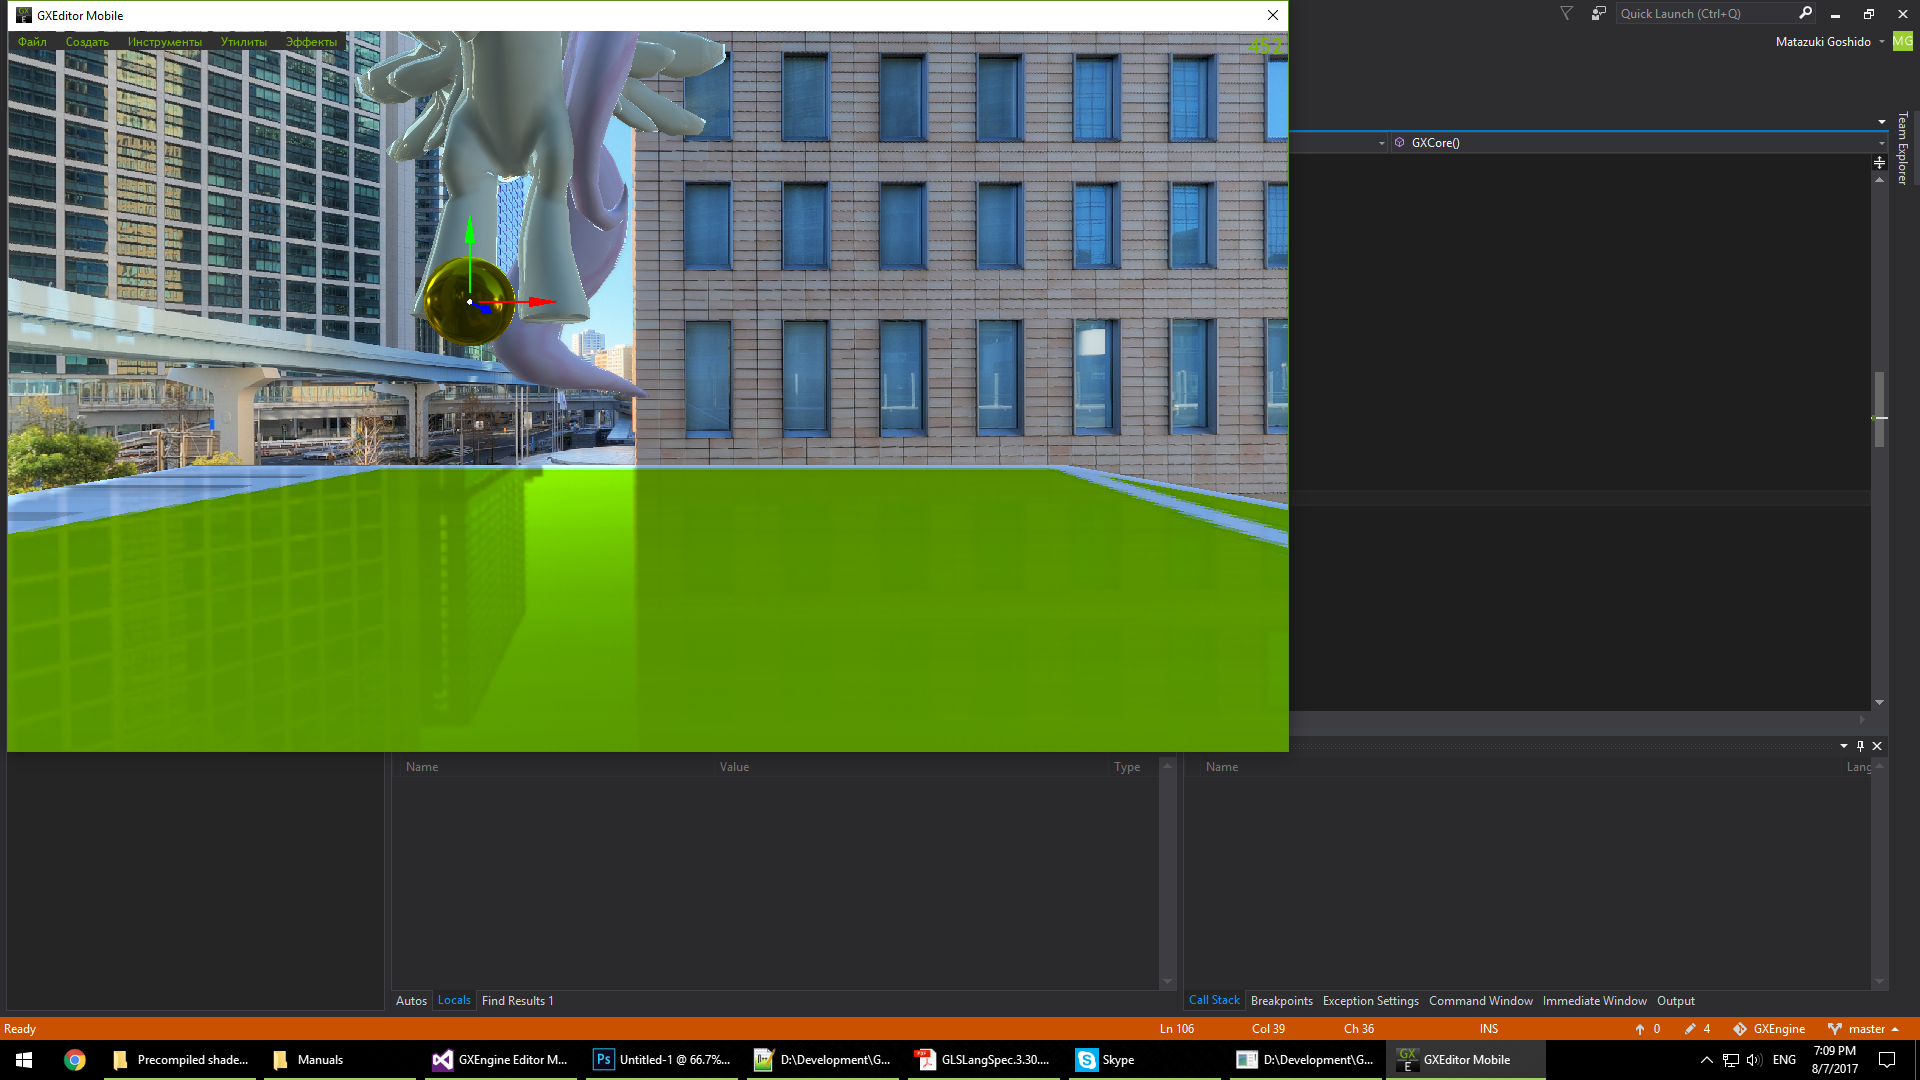 GXEditor Mobile
Quick Launch (Ctrl+Q)
Файл Создать Инструменты Утилиты Эффекты
452
Matazuki Goshido
MG
Team Explorer
GXCore()
Name Value Type
Name Lang
Autos Locals Find Results 1
Call Stack Breakpoints Exception Settings Command Window Immediate Window Output
Ready Ln 106 Col 39 Ch 36 INS 0 4 GXEngine master
Precompiled shade... Manuals GXEngine Editor M... Ps Untitled-1 @ 66.7%... D:\Development\G... GLSLangSpec.3.30.... Skype D:\Development\G... GXEditor Mobile
ENG
7:09 PM
8/7/2017